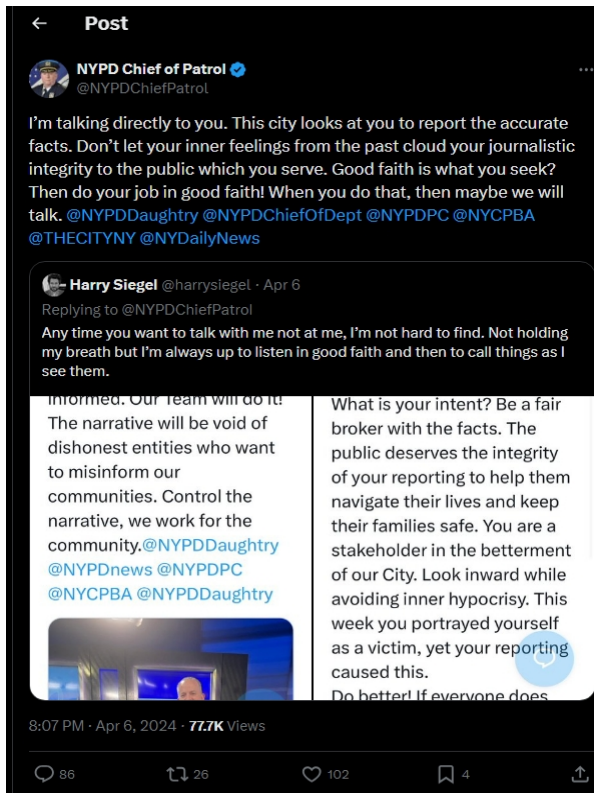 Post
NYPD Chief of Patrol
@NYPDChiefPatrol
I’m talking directly to you. This city looks at you to report the accurate
facts. Don’t let your inner feelings from the past cloud your journalistic
integrity to the public which you serve. Good faith is what you seek?
Then do your job in good faith! When you do that, then maybe we will
talk. @NYPDDaughtry @NYPDChiefOfDept @NYPDPC @NYCPBA
@THECITYNY @NYDailyNews
Harry Siegel @harrysiegel · Apr 6
Replying to @NYPDChiefPatrol
Any time you want to talk with me not at me, I’m not hard to find. Not holding
my breath but I’m always up to listen in good faith and then to call things as I
see them.
informed. Our Team will do it!
The narrative will be void of
dishonest entities who want
to misinform our
communities. Control the
narrative, we work for the
community.@NYPDDaughtry
@NYPDnews @NYPDPC
@NYCPBA @NYPDDaughtry
What is your intent? Be a fair
broker with the facts. The
public deserves the integrity
of your reporting to help them
navigate their lives and keep
their families safe. You are a
stakeholder in the betterment
of our City. Look inward while
avoiding inner hypocrisy. This
week you portrayed yourself
as a victim, yet your reporting
caused this.
Do better! If everyone does
8:07 PM · Apr 6, 2024 · 77.7K Views
86 26 102 4